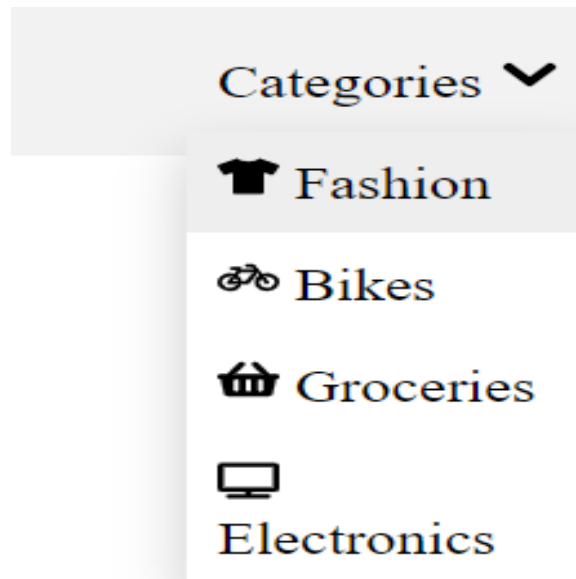 Categories
Fashion
Bikes
Groceries
Electronics